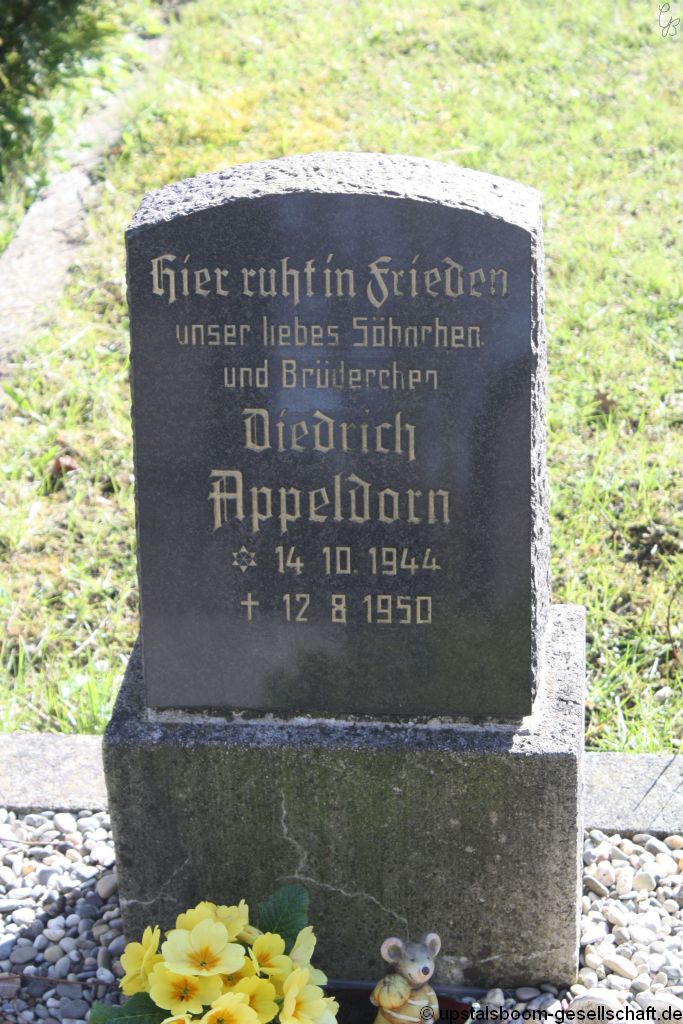 Hier ruht in Frieden
unser liebes Söhnchen
und Brüderchen
Diedrich
Appeldorn
✡ 14 10. 1944
✝ 12 8 1950
© upstalsboom-gesellschaft.de